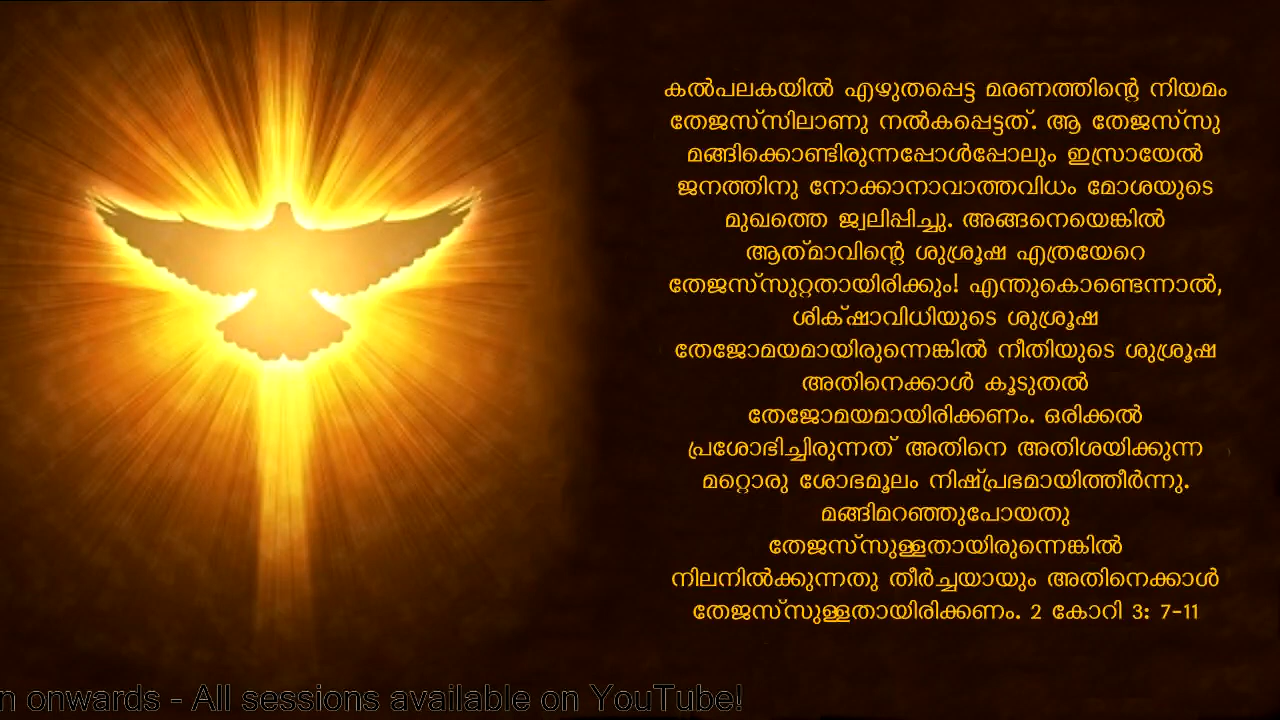 കൽപലകയിൽ എഴുതപ്പെട്ട മരണത്തിന്റെ നിയമം
തേജസ്‌സിലാണു നൽകപ്പെട്ടത്. ആ തേജസ്‌സു
മങ്ങിക്കൊണ്ടിരുന്നപ്പോൾപ്പോലും ഇസ്രായേൽ
ജനത്തിനു നോക്കാനാവാത്തവിധം മോശയുടെ
മുഖത്തെ ജ്വലിപ്പിച്ചു. അങ്ങനെയെങ്കിൽ
ആത്‌മാവിന്റെ ശുശ്രൂഷ എത്രയേറെ
തേജസ്‌സുറ്റതായിരിക്കും! എന്തുകൊണ്ടെന്നാൽ,
ശിക്‌ഷാവിധിയുടെ ശുശ്രൂഷ
തേജോമയമായിരുന്നെങ്കിൽ നീതിയുടെ ശുശ്രൂഷ
അതിനെക്കാൾ കൂടുതൽ
തേജോമയമായിരിക്കണം. ഒരിക്കൽ
പ്രശോഭിച്ചിരുന്നത് അതിനെ അതിശയിക്കുന്ന
മറ്റൊരു ശോഭമൂലം നിഷ്പ്രഭമായിത്തീർന്നു.
മങ്ങിമറഞ്ഞുപോയതു
തേജസ്‌സുള്ളതായിരുന്നെങ്കിൽ
നിലനിൽക്കുന്നതു തീർച്ചയായും അതിനെക്കാൾ
തേജസ്‌സുള്ളതായിരിക്കണം. 2 കോറി 3: 7-11
n onwards - All sessions available on YouTube!